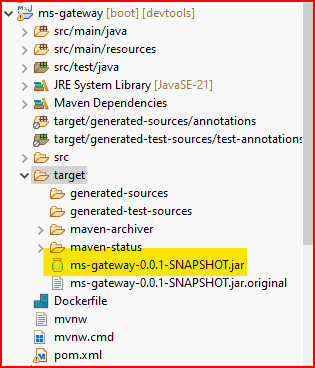 ms-gateway [boot] [devtools]
src/main/java
src/main/resources
src/test/java
JRE System Library [JavaSE-21]
Maven Dependencies
target/generated-sources/annotations
target/generated-test-sources/test-annotations
src
target
generated-sources
generated-test-sources
maven-archiver
maven-status
ms-gateway-0.0.1-SNAPSHOT.jar
ms-gateway-0.0.1-SNAPSHOT.jar.original
Dockerfile
mvnw
mvnw.cmd
pom.xml